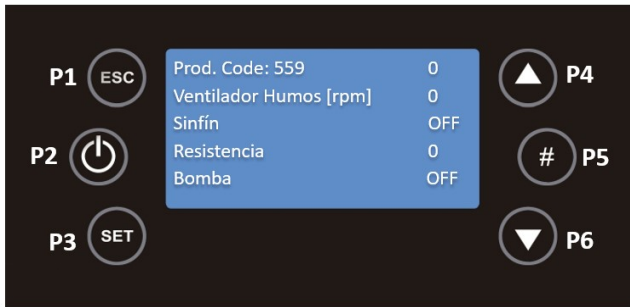 P1 ESC
P2
P3 SET
Prod. Code: 559 0
Ventilador Humos [rpm] 0
Sinfín OFF
Resistencia 0
Bomba OFF
P4
# P5
P6